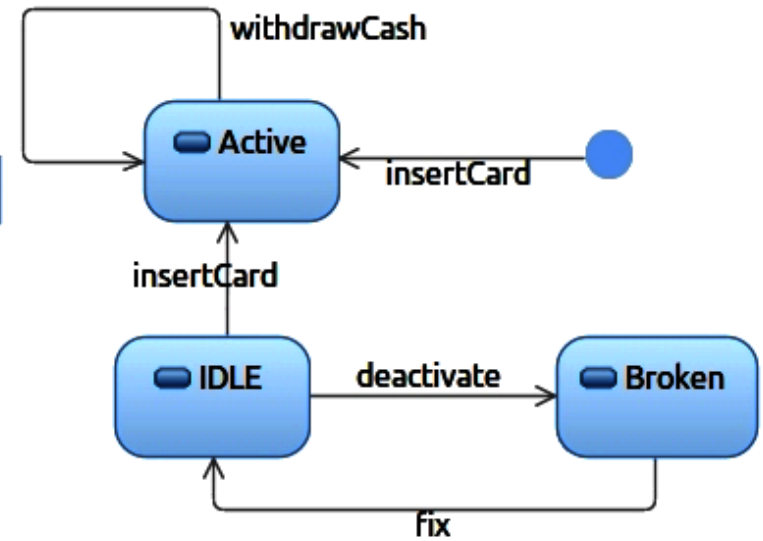 withdrawCash
Active
insertCard
insertCard
IDLE
deactivate
Broken
fix